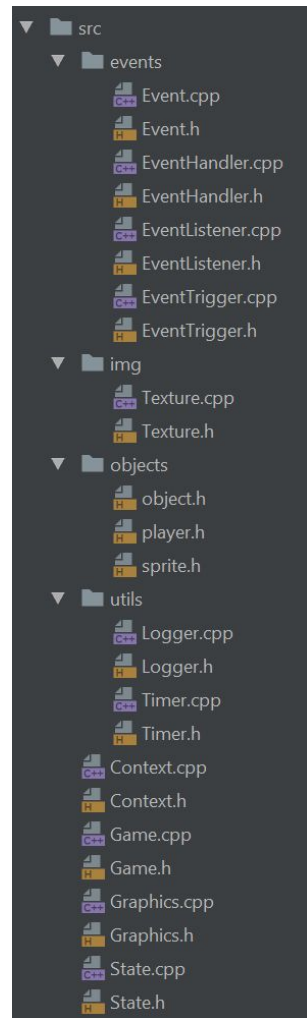 src
events
Event.cpp
Event.h
EventHandler.cpp
EventHandler.h
EventListener.cpp
EventListener.h
EventTrigger.cpp
EventTrigger.h
img
Texture.cpp
Texture.h
objects
object.h
player.h
sprite.h
utils
Logger.cpp
Logger.h
Timer.cpp
Timer.h
Context.cpp
Context.h
Game.cpp
Game.h
Graphics.cpp
Graphics.h
State.cpp
State.h